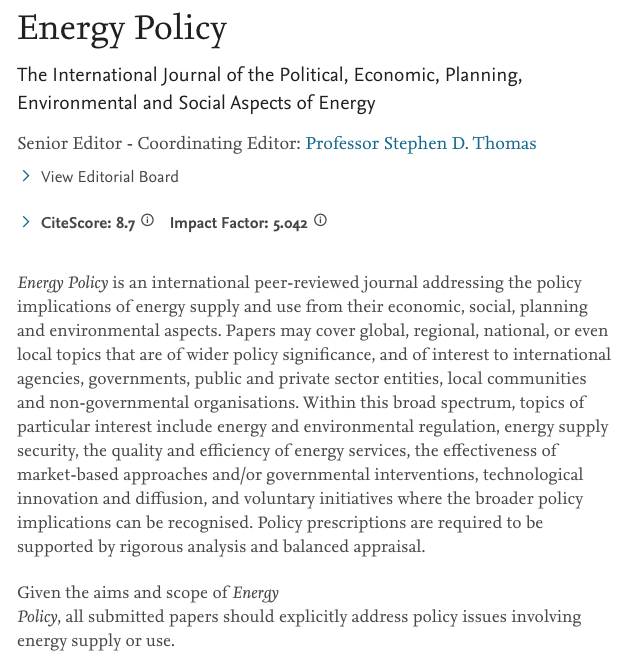 Energy Policy
The International Journal of the Political, Economic, Planning,
Environmental and Social Aspects of Energy
Senior Editor - Coordinating Editor: Professor Stephen D. Thomas
View Editorial Board
CiteScore: 8.7 Impact Factor: 5.042
Energy Policy is an international peer-reviewed journal addressing the policy
implications of energy supply and use from their economic, social, planning
and environmental aspects. Papers may cover global, regional, national, or even
local topics that are of wider policy significance, and of interest to international
agencies, governments, public and private sector entities, local communities
and non-governmental organisations. Within this broad spectrum, topics of
particular interest include energy and environmental regulation, energy supply
security, the quality and efficiency of energy services, the effectiveness of
market-based approaches and/or governmental interventions, technological
innovation and diffusion, and voluntary initiatives where the broader policy
implications can be recognised. Policy prescriptions are required to be
supported by rigorous analysis and balanced appraisal.
Given the aims and scope of Energy
Policy, all submitted papers should explicitly address policy issues involving
energy supply or use.